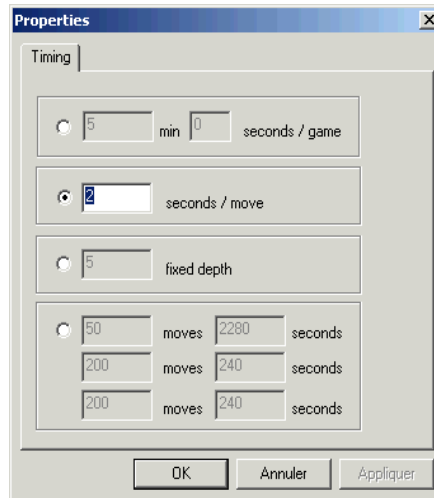 Properties
Timing
5 min 0 seconds / game
2 seconds / move
5 fixed depth
50 moves 2280 seconds
200 moves 240 seconds
200 moves 240 seconds
OK Annuler Appliquer